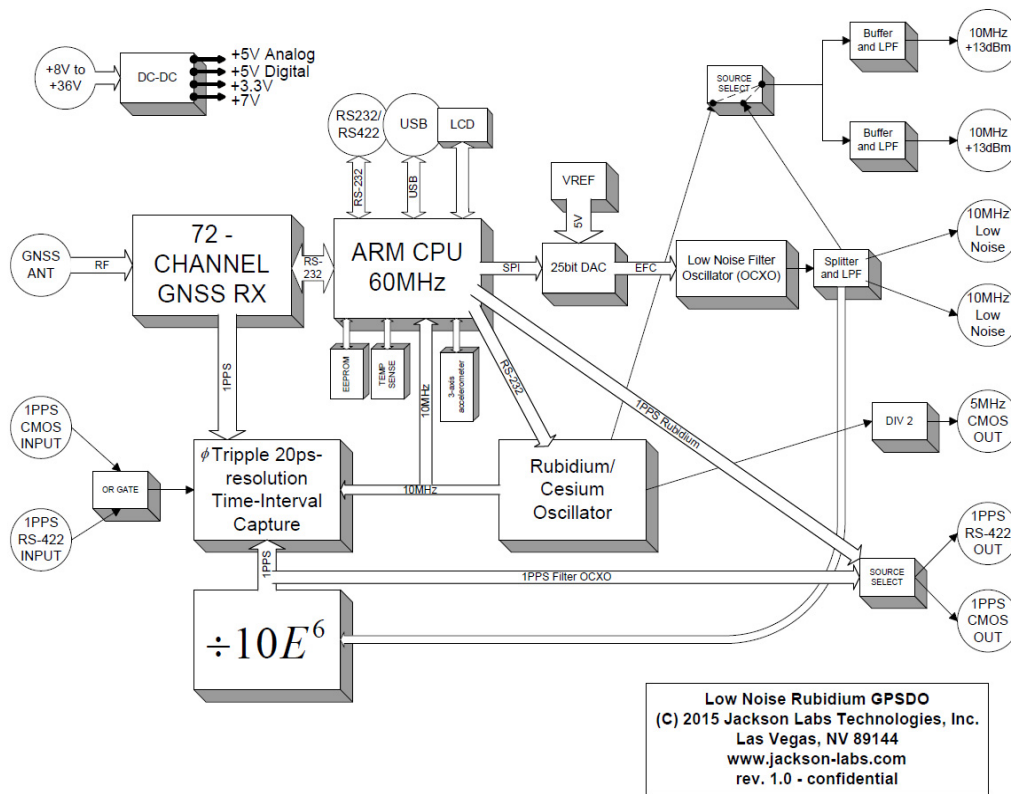 +8V to
+36V
DC-DC
+5V Analog
+5V Digital
+3.3V
+7V
RS232/
RS422
USB
LCD
SOURCE
SELECT
Buffer
and LPF
10MHz
+13dBm
Buffer
and LPF
10MHz
+13dBm
RS-232
USB
VREF
5V
GNSS
ANT
RF
72 -
CHANNEL
GNSS RX
RS-
232
ARM CPU
60MHz
SPI
25bit DAC
EFC
Low Noise Filter
Oscillator (OCXO)
Splitter
and LPF
10MHz
Low
Noise
10MHz
Low
Noise
1PPS
EEPROM
TEMP
SENSE
10MHz
3-axis
accelerometer
RS-232
1PPS Rubidium
1PPS
CMOS
INPUT
1PPS
RS-422
INPUT
OR GATE
ϕTripple 20ps-
resolution
Time-Interval
Capture
10MHz
Rubidium/
Cesium
Oscillator
DIV 2
5MHz
CMOS
OUT
1PPS
1PPS Filter OCXO
SOURCE
SELECT
1PPS
RS-422
OUT
1PPS
CMOS
OUT
÷10E⁶
Low Noise Rubidium GPSDO
(C) 2015 Jackson Labs Technologies, Inc.
Las Vegas, NV 89144
www.jackson-labs.com
rev. 1.0 - confidential